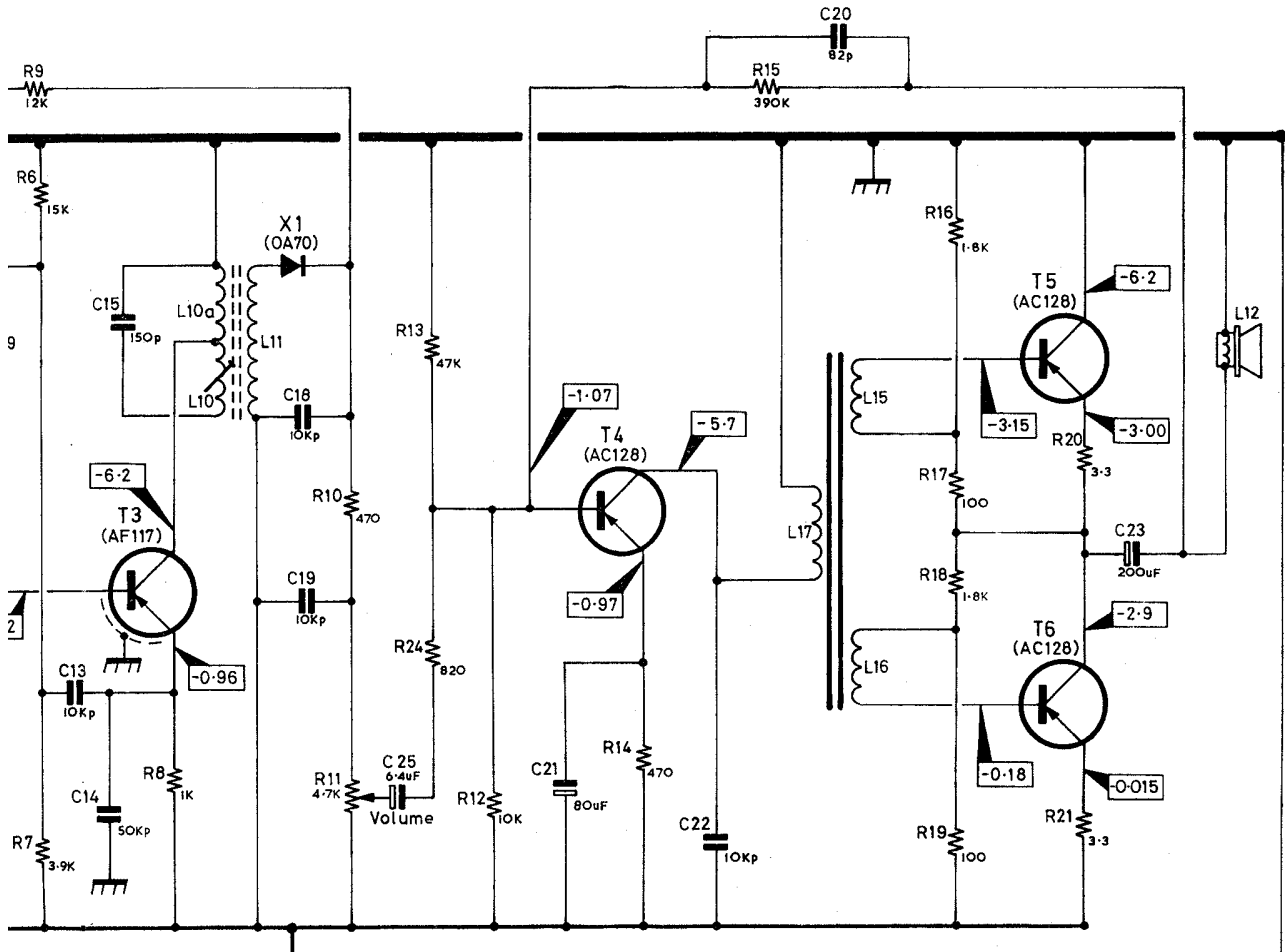 C20
82p
R9
12K
R15
390K
R6
15K
X1
(OA70)
R16
1.8K
T5
(AC128)
-6·2
C15
150p
L10a
L11
L10
R13
47K
L12
9
C18
10Kp
-1·07
T4
(AC128)
-5·7
L15
-3·15
R20
3.3
-3·00
-6·2
T3
(AF117)
R10
470
R17
100
L17
C23
200uF
C19
10Kp
-0·97
R18
1·8K
-2·9
T6
(AC128)
2
R24
820
L16
C13
10Kp
-0·96
R8
1K
C25
6·4uF
Volume
R11
4.7K
R12
10K
C21
80uF
R14
470
-0·18
-0·015
C14
50Kp
R7
3·9K
C22
10Kp
R19
100
R21
3.3